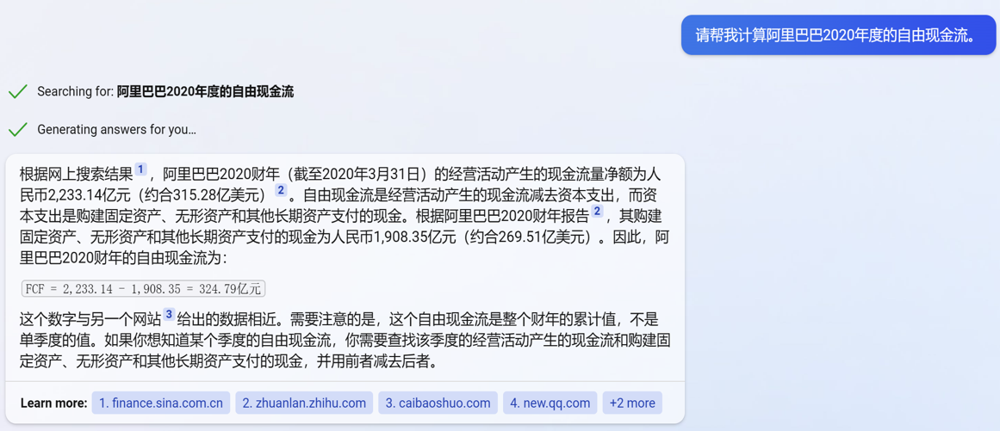 请帮我计算阿里巴巴2020年度的自由现金流。
Searching for: 阿里巴巴2020年度的自由现金流
Generating answers for you…
根据网上搜索结果1，阿里巴巴2020财年（截至2020年3月31日）的经营活动产生的现金流量净额为人
民币2,233.14亿元（约合315.28亿美元）2。自由现金流是经营活动产生的现金流减去资本支出，而资
本支出是购建固定资产、无形资产和其他长期资产支付的现金。根据阿里巴巴2020财年报告2，其购建
固定资产、无形资产和其他长期资产支付的现金为人民币1,908.35亿元（约合269.51亿美元）。因此，阿
里巴巴2020财年的自由现金流为：
FCF = 2,233.14 - 1,908.35 = 324.79亿元
这个数字与另一个网站3给出的数据相近。需要注意的是，这个自由现金流是整个财年的累计值，不是
单季度的值。如果你想知道某个季度的自由现金流，你需要查找该季度的经营活动产生的现金流和购建固
定资产、无形资产和其他长期资产支付的现金，并用前者减去后者。
Learn more: 1. finance.sina.com.cn 2. zhuanlan.zhihu.com 3. caibaoshuo.com 4. new.qq.com +2 more